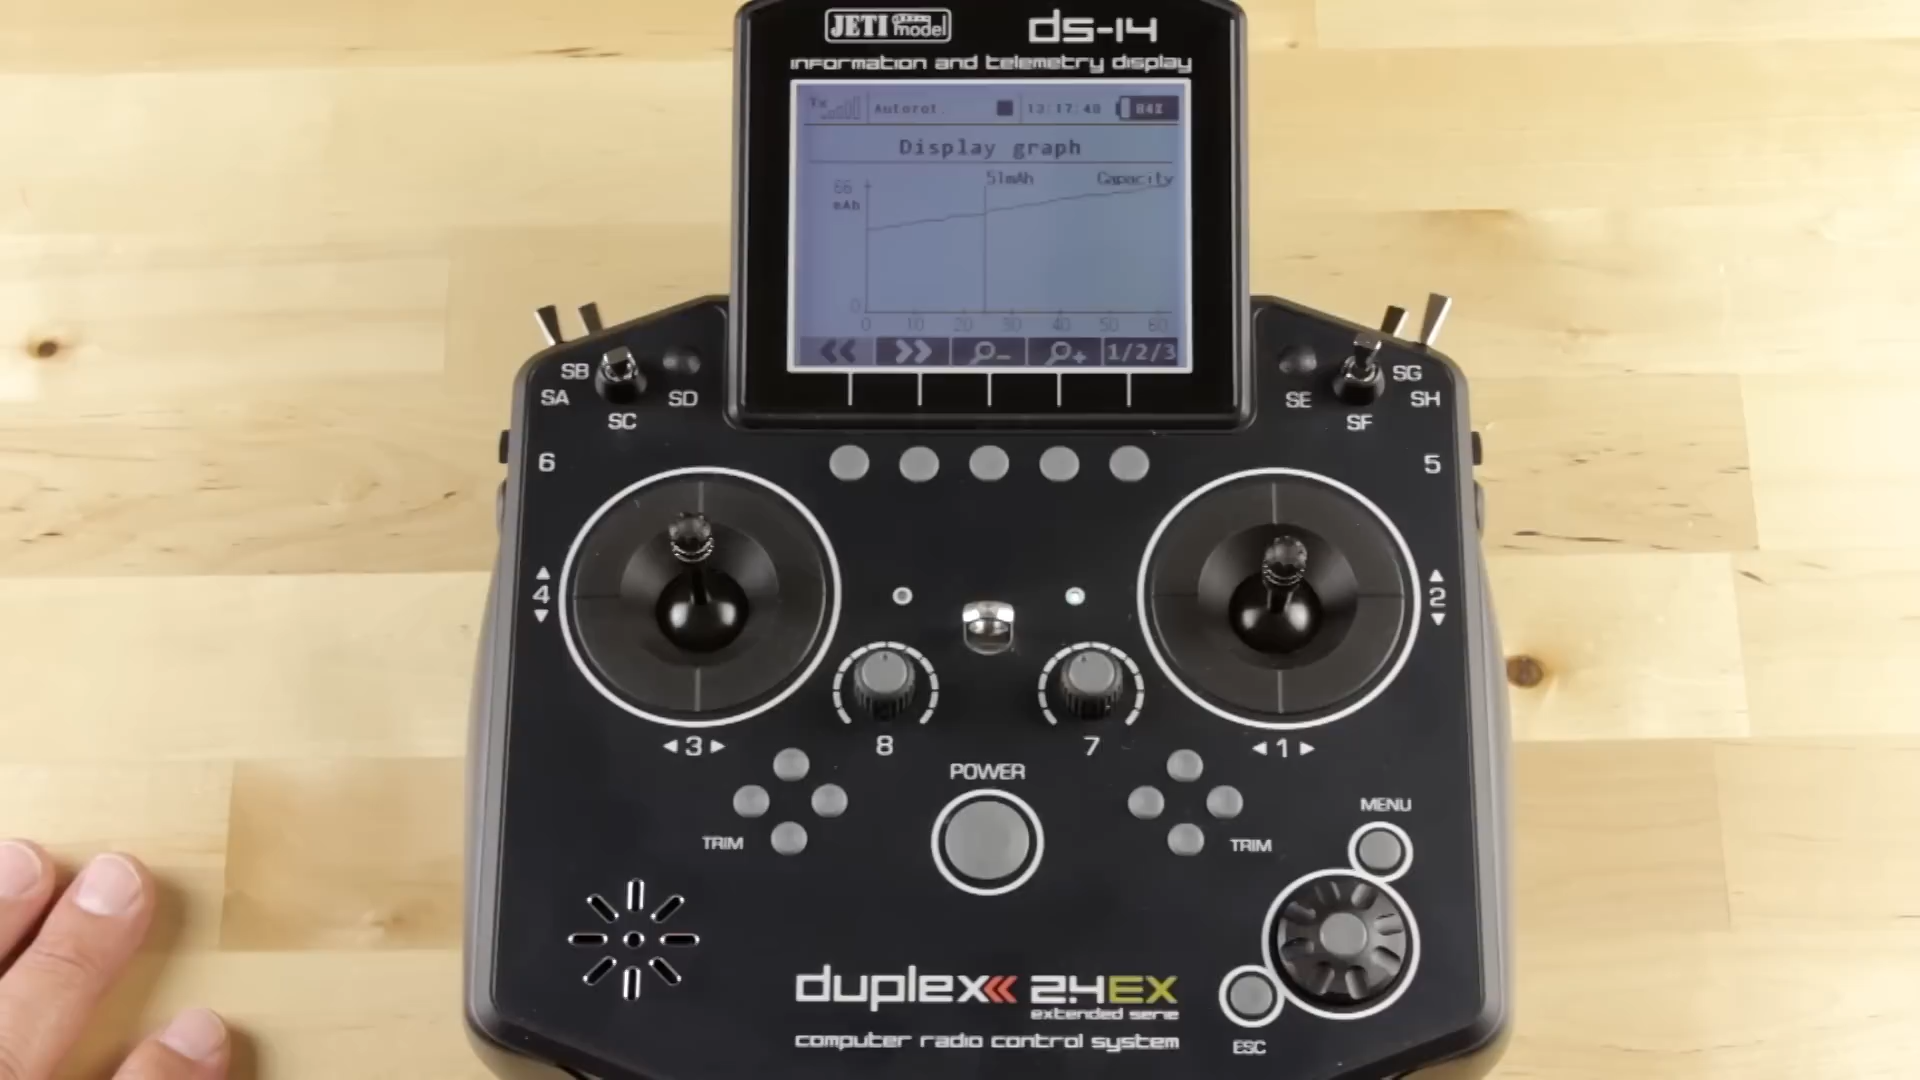 JETI model
ds-14
information and telemetry display
Tx Autorot. 13:17:48 84%
Display graph
51mAh Capacity
66
mAh
0
0 10 20 30 40 50 60
1/2/3
SB SG
SA SD SE SH
SC SF
6 5
4 2
3 8 7 1
POWER
MENU
TRIM TRIM
duplex 2.4EX
extended serie
computer radio control system
ESC